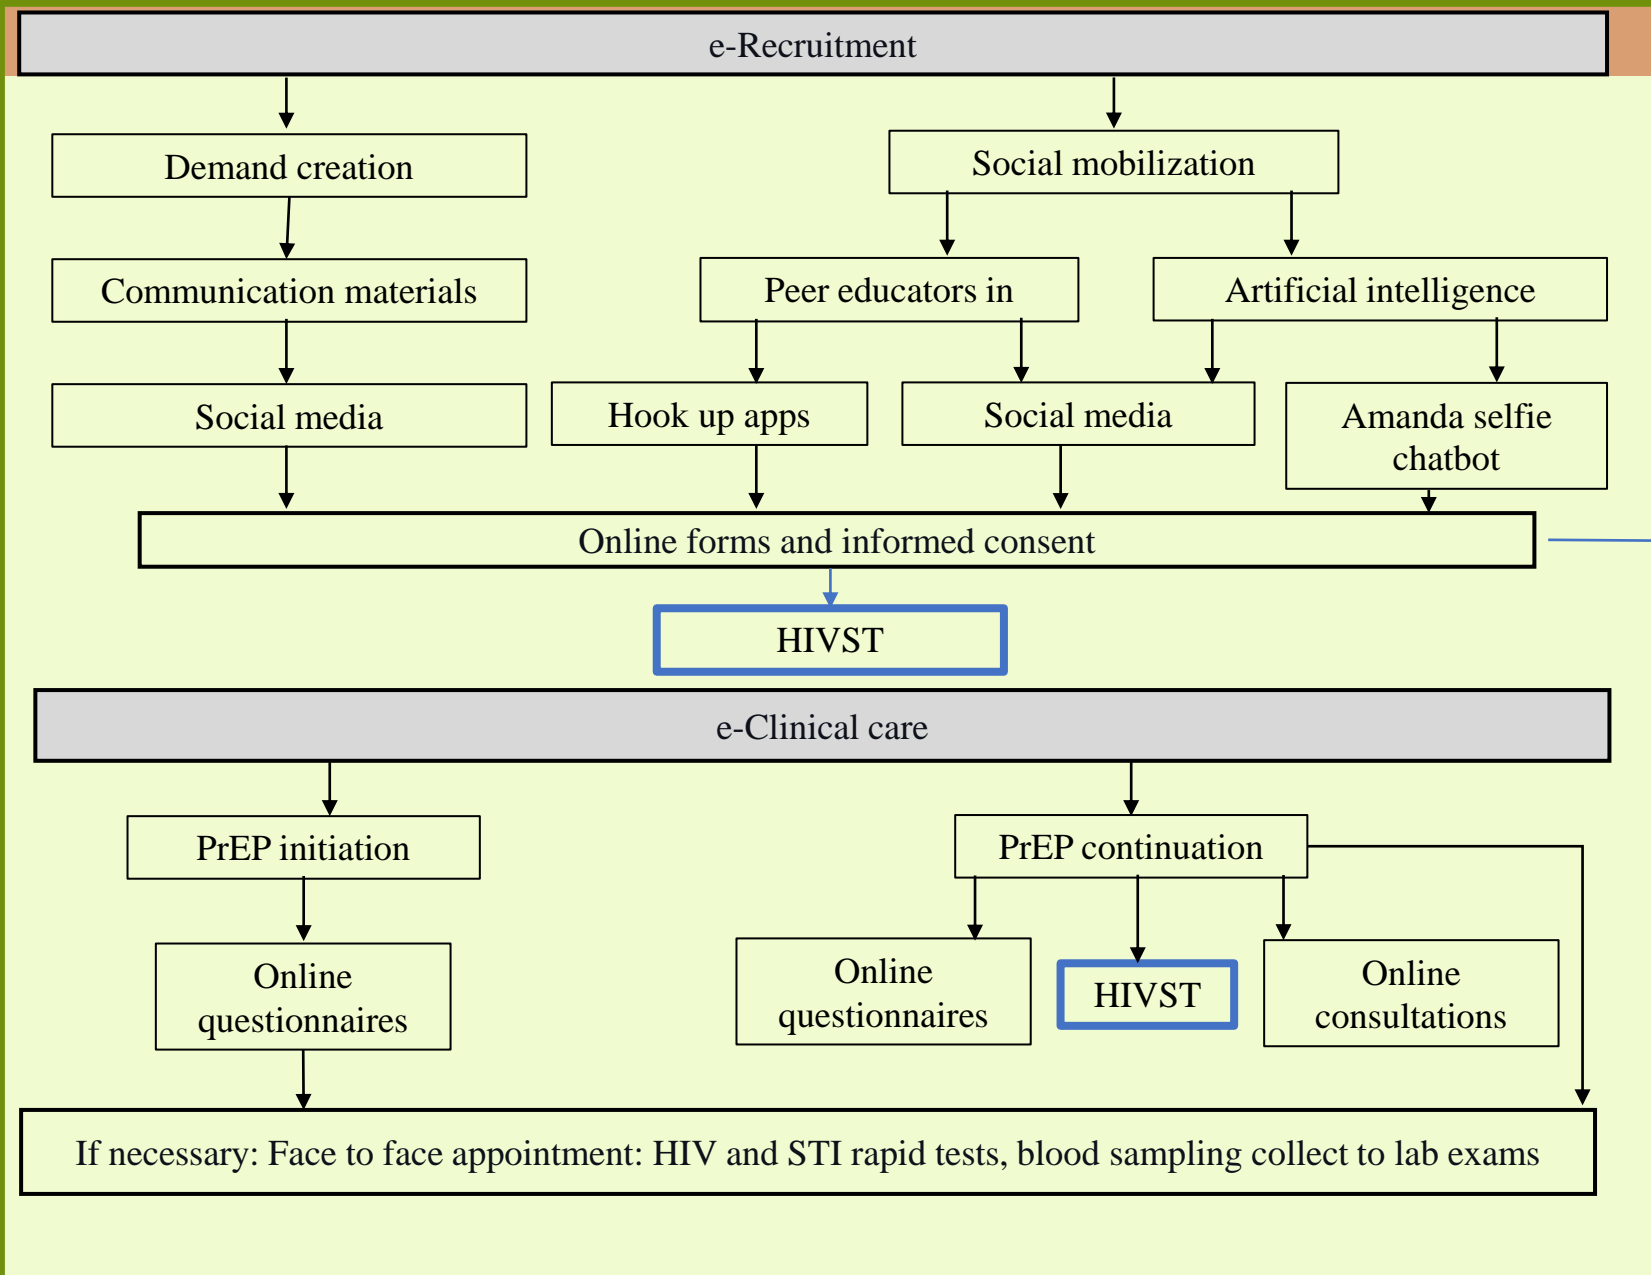 e-Recruitment
Demand creation
Social mobilization
Communication materials
Peer educators in
Artificial intelligence
Social media
Hook up apps
Social media
Amanda selfie
chatbot
Online forms and informed consent
HIVST
e-Clinical care
PrEP initiation
PrEP continuation
Online
questionnaires
Online
questionnaires
HIVST
Online
consultations
If necessary: Face to face appointment: HIV and STI rapid tests, blood sampling collect to lab exams